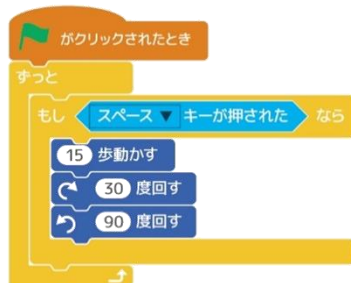 がクリックされたとき
ずっと
もし スペース ▼ キーが押された なら
15 歩動かす
30 度回す
90 度回す